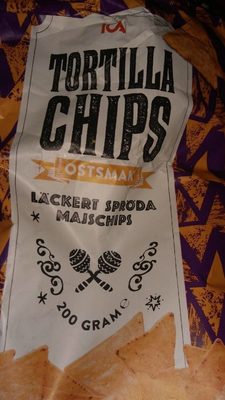 ICA
TORTILLA
CHIPS
OSTSMAK
LÄCKERT SPRÖDA
MAJSCHIPS
200 GRAM ℮